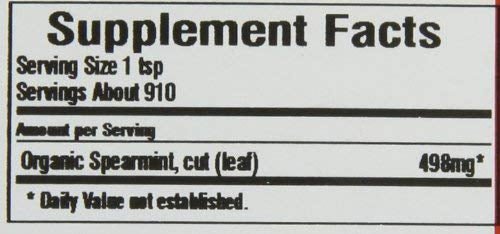 Supplement Facts
Serving Size 1 tsp
Servings About 910
Amount per Serving
Organic Spearmint, cut (leaf) 498mg*
* Daily Value not established.